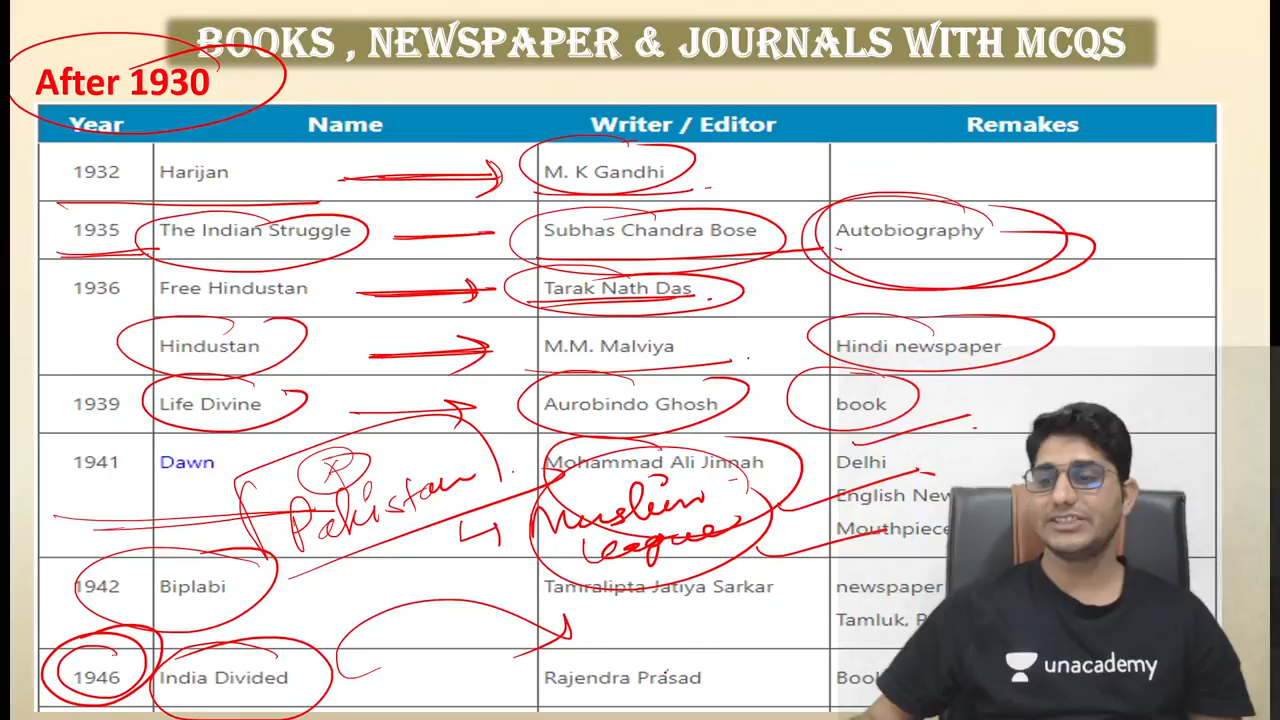 BOOKS , NEWSPAPER & JOURNALS WITH MCQS
After 1930
Year Name Writer / Editor Remakes
1932 Harijan M. K Gandhi
1935 The Indian Struggle Subhas Chandra Bose Autobiography
1936 Free Hindustan Tarak Nath Das
Hindustan M.M. Malviya Hindi newspaper
1939 Life Divine Aurobindo Ghosh book
1941 Dawn Mohammad Ali Jinnah Delhi
English New
Mouthpiece
Pakistan Muslim
League
1942 Biplabi Tamralipta Jatiya Sarkar newspaper
Tamluk,
1946 India Divided Rajendra Prasad Boo
unacademy